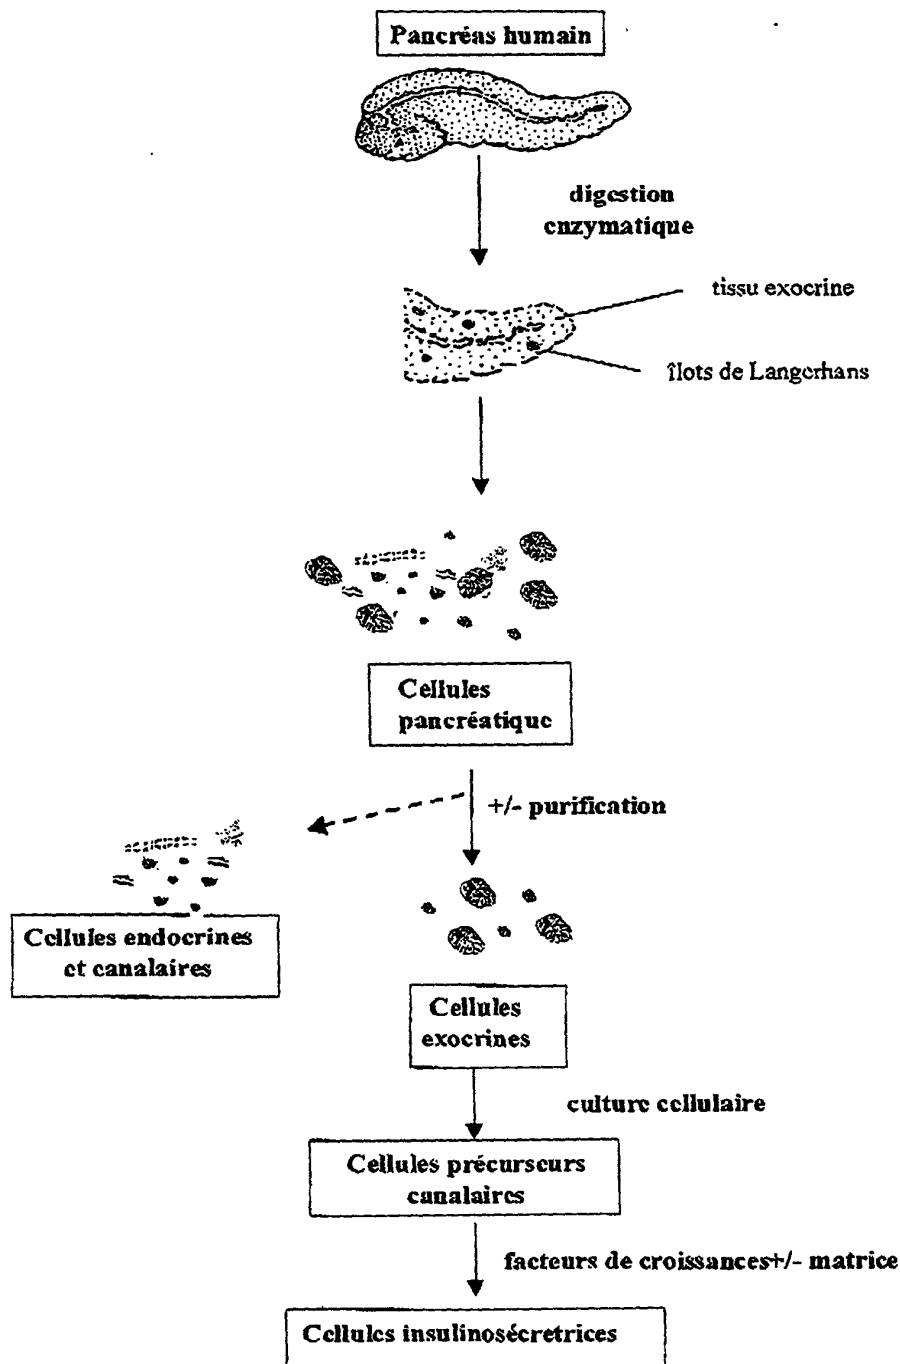 Pancréas humain
digestion
enzymatique
tissu exocrine
îlots de Langerhans
Cellules
pancréatique
+/- purification
Cellules endocrines
et canalaires
Cellules
exocrines
culture cellulaire
Cellules précurseurs
canalaires
facteurs de croissances+/- matrice
Cellules insulinosécretrices